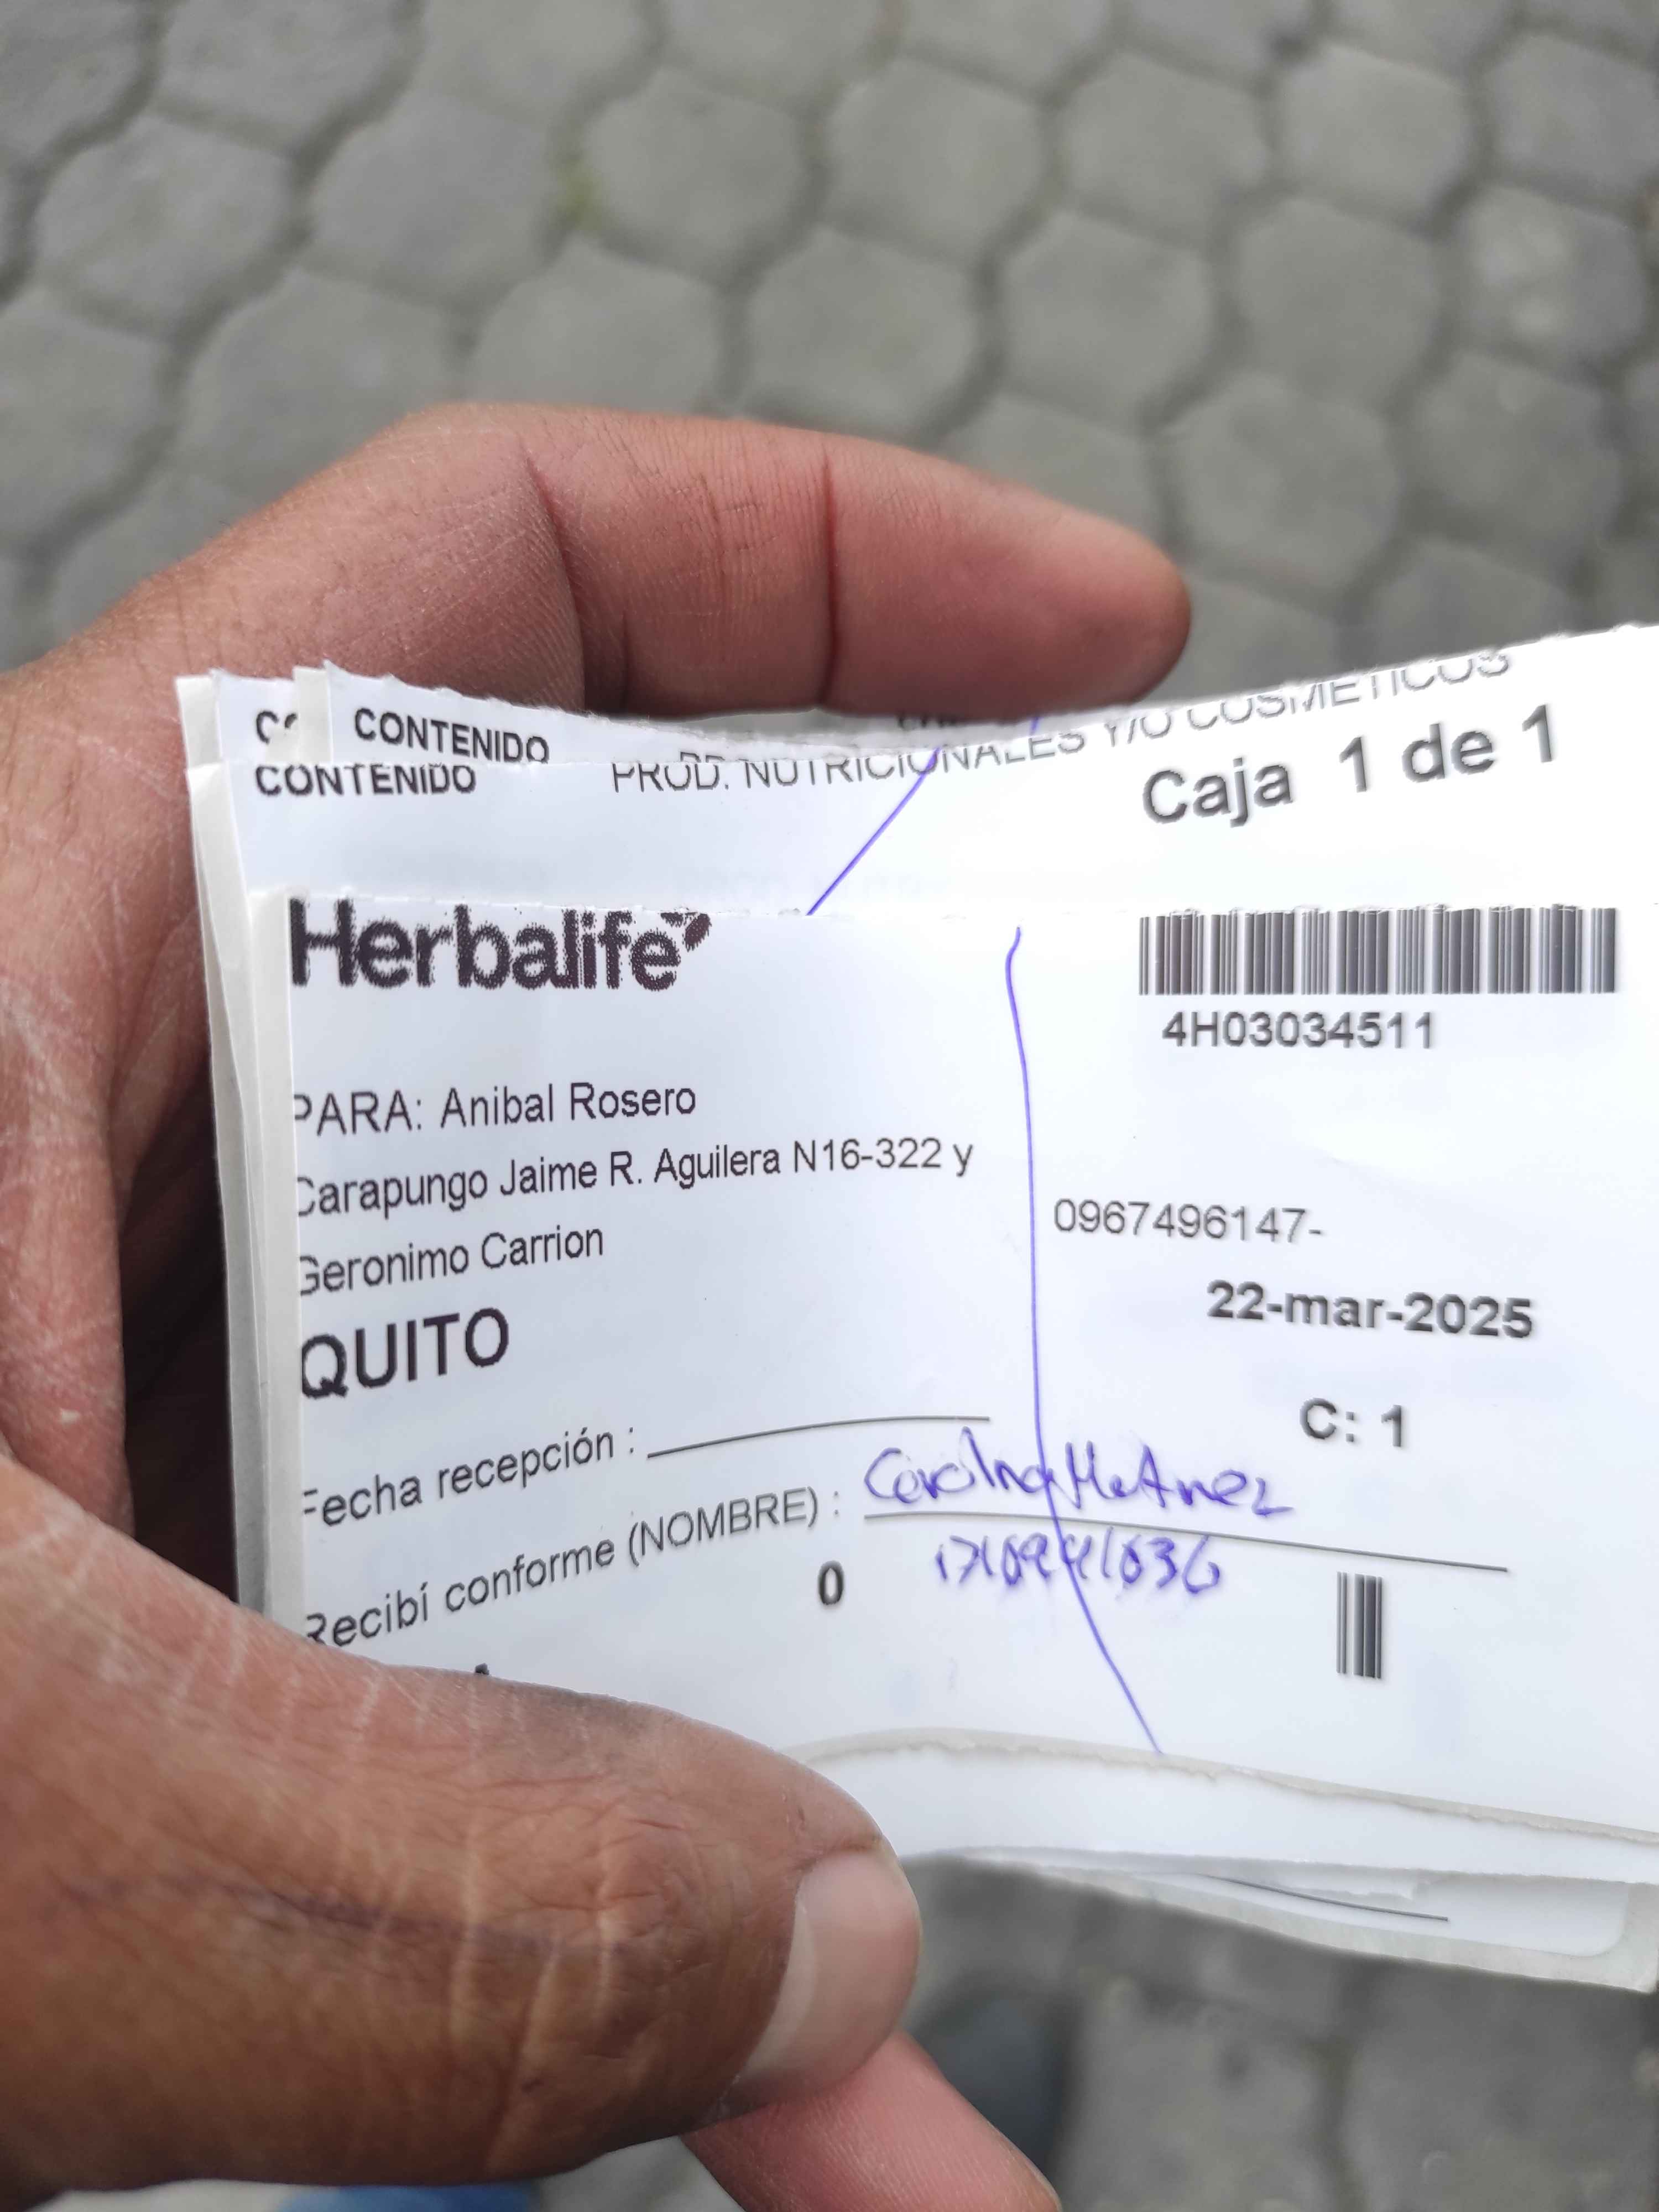 CONTENIDO
CONTENIDO PROD. NUTRICIONALES Y/O COSMETICOS
Caja 1 de 1
Herbalife
4H03034511
PARA: Anibal Rosero
Carapungo Jaime R. Aguilera N16-322 y
Geronimo Carrion
0967496147-
QUITO
22-mar-2025
C: 1
Fecha recepción :
Recibí conforme (NOMBRE) : Carolina
0